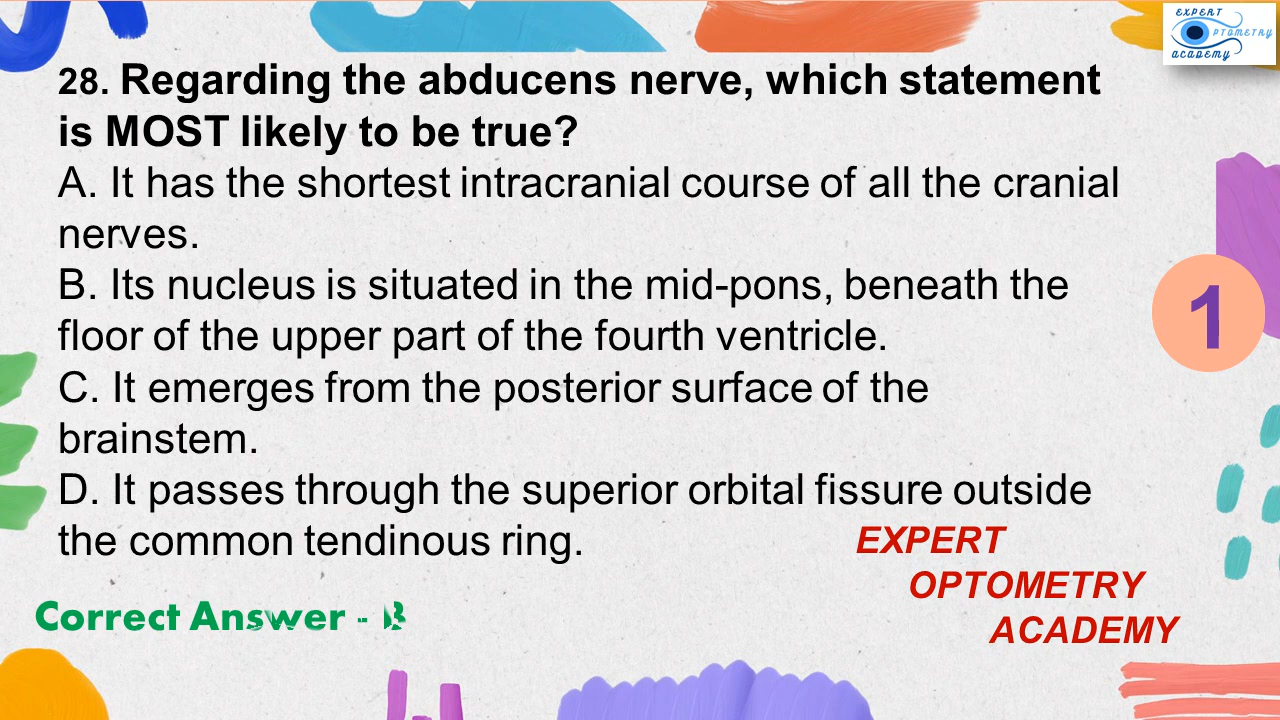 EXPERT
PTOMETRY
academy
28. Regarding the abducens nerve, which statement
is MOST likely to be true?
A. It has the shortest intracranial course of all the cranial
nerves.
B. Its nucleus is situated in the mid-pons, beneath the
floor of the upper part of the fourth ventricle.
C. It emerges from the posterior surface of the
brainstem.
D. It passes through the superior orbital fissure outside
the common tendinous ring.
1
EXPERT
OPTOMETRY
ACADEMY
Correct Answer - B